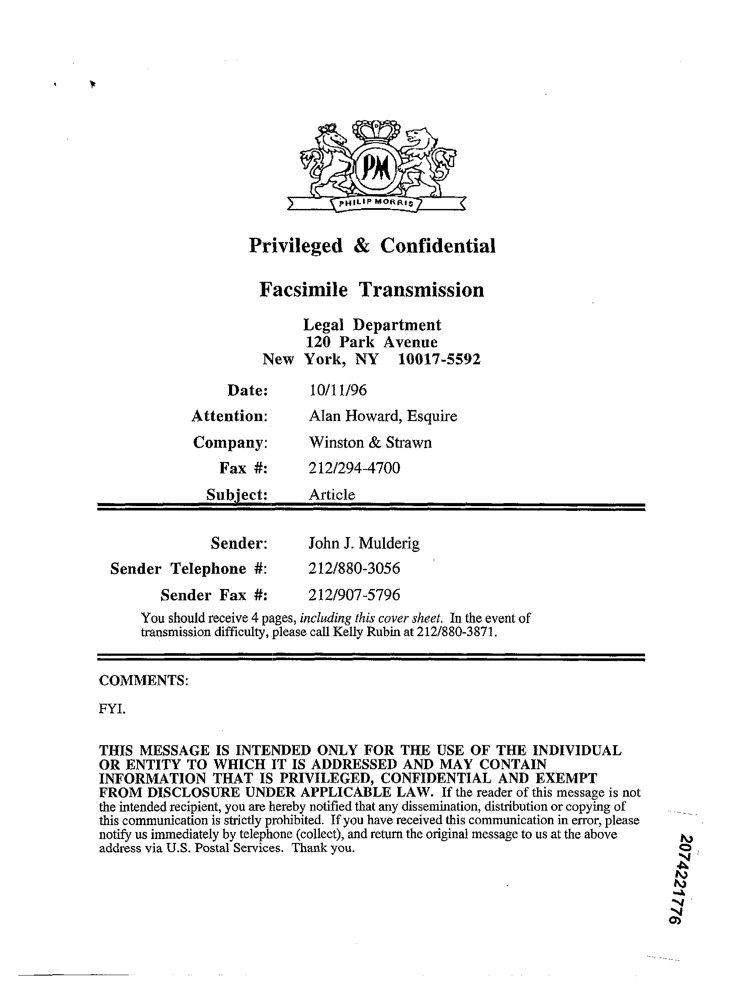 PM
PHILIP MORRIS
Privileged & Confidential
Facsimile Transmission
Legal Department
120 Park Avenue
New York, NY 10017-5592
Date: 10/11/96
Attention: Alan Howard, Esquire
Company: Winston & Strawn
Fax #: 212/294-4700
Subject: Article
Sender: John J. Mulderig
Sender Telephone #: 212/880-3056
Sender Fax #: 212/907-5796
You should receive 4 pages, including this cover sheet. In the event of
transmission difficulty, please call Kelly Rubin at 212/880-3871.
COMMENTS:
FYI.
THIS MESSAGE IS INTENDED ONLY FOR THE USE OF THE INDIVIDUAL
OR ENTITY TO WHICH IT IS ADDRESSED AND MAY CONTAIN
INFORMATION THAT IS PRIVILEGED, CONFIDENTIAL AND EXEMPT
FROM DISCLOSURE UNDER APPLICABLE LAW. If the reader of this message is not
the intended recipient, you are hereby notified that any dissemination, distribution or copying of
this communication is strictly prohibited. If you have received this communication in error, please
notify us immediately by telephone (collect), and return the original message to us at the above
address via U.S. Postal Services. Thank you.
2074221776